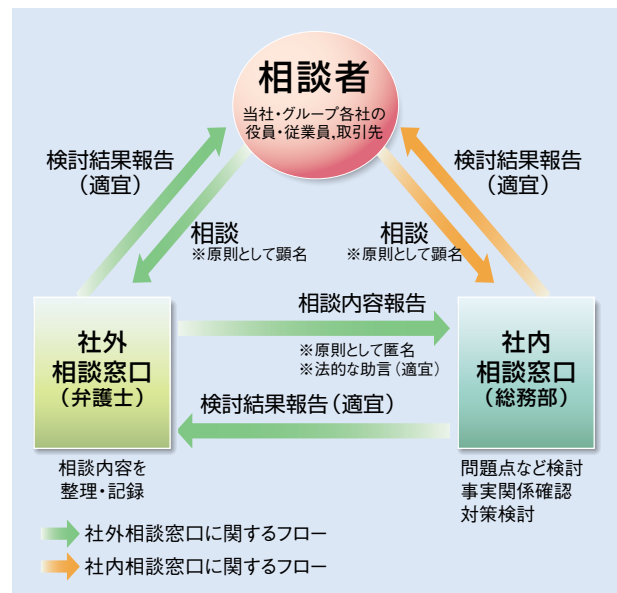 相談者
当社・グループ各社の
役員・従業員,取引先
検討結果報告
（適宜）
検討結果報告
（適宜）
相談
※原則として顕名
相談
※原則として顕名
社外
相談窓口
（弁護士）
相談内容報告
※原則として匿名
※法的な助言（適宜）
検討結果報告（適宜）
社内
相談窓口
（総務部）
相談内容を
整理・記録
問題点など検討
事実関係確認
対策検討
社外相談窓口に関するフロー
社内相談窓口に関するフロー